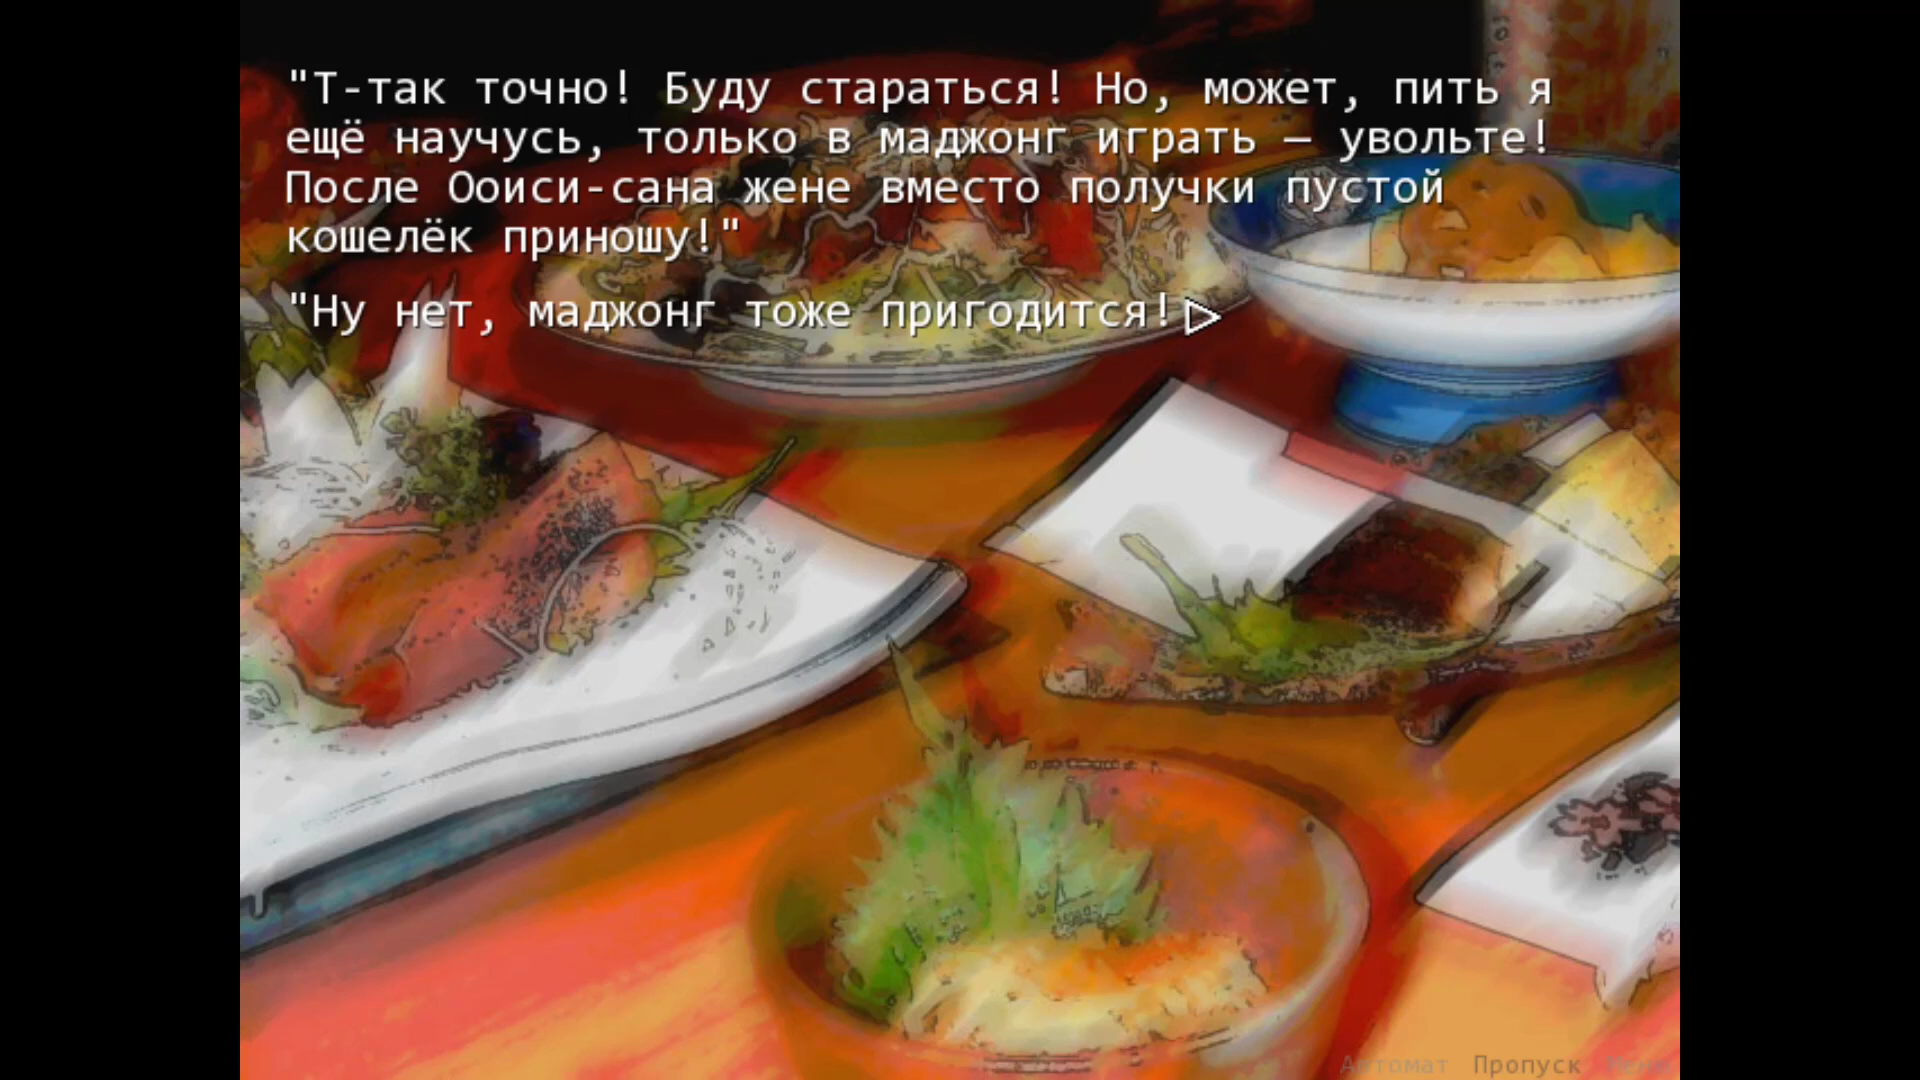 "Т-так точно! Буду стараться! Но, может, пить я
ещё научусь, только в маджонг играть – увольте!
После Ооиси-сана жене вместо получки пустой
кошелёк приношу!"
"Ну нет, маджонг тоже пригодится!
Автомат Пропуск Меню